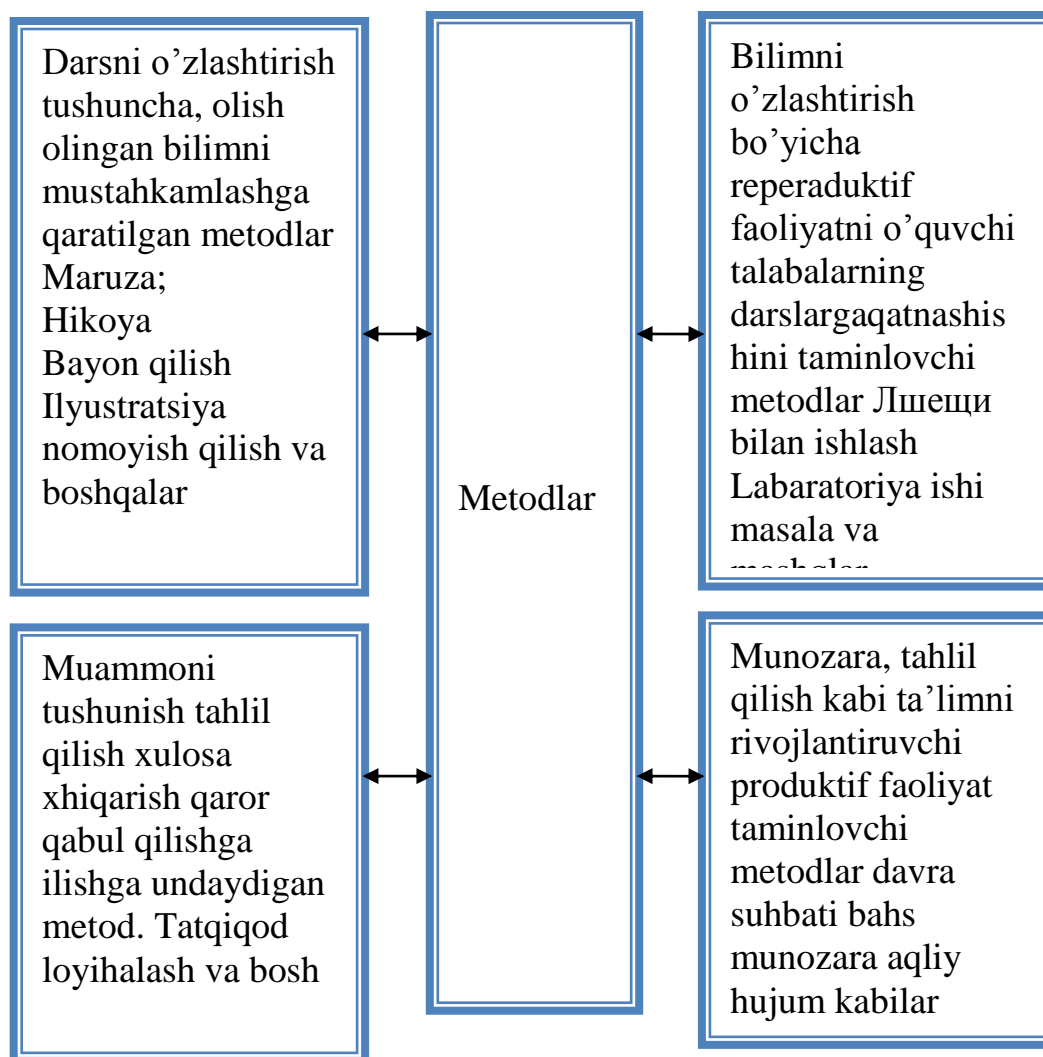 Darsni o’zlashtirish
tushuncha, olish
olingan bilimni
mustahkamlashga
qaratilgan metodlar
Maruza;
Hikoya
Bayon qilish
Ilyustratsiya
nomoyish qilish va
boshqalar
Metodlar
Bilimni
o’zlashtirish
bo’yicha
reperaduktif
faoliyatni o’quvchi
talabalarning
darslargaqatnashis
hini taminlovchi
metodlar Лшещи
bilan ishlash
Labaratoriya ishi
masala va
mashqlar
Muammoni
tushunish tahlil
qilish xulosa
xhiqarish qaror
qabul qilishga
ilishga undaydigan
metod. Tatqiqod
loyihalash va bosh
Munozara, tahlil
qilish kabi ta’limni
rivojlantiruvchi
produktif faoliyat
taminlovchi
metodlar davra
suhbati bahs
munozara aqliy
hujum kabilar